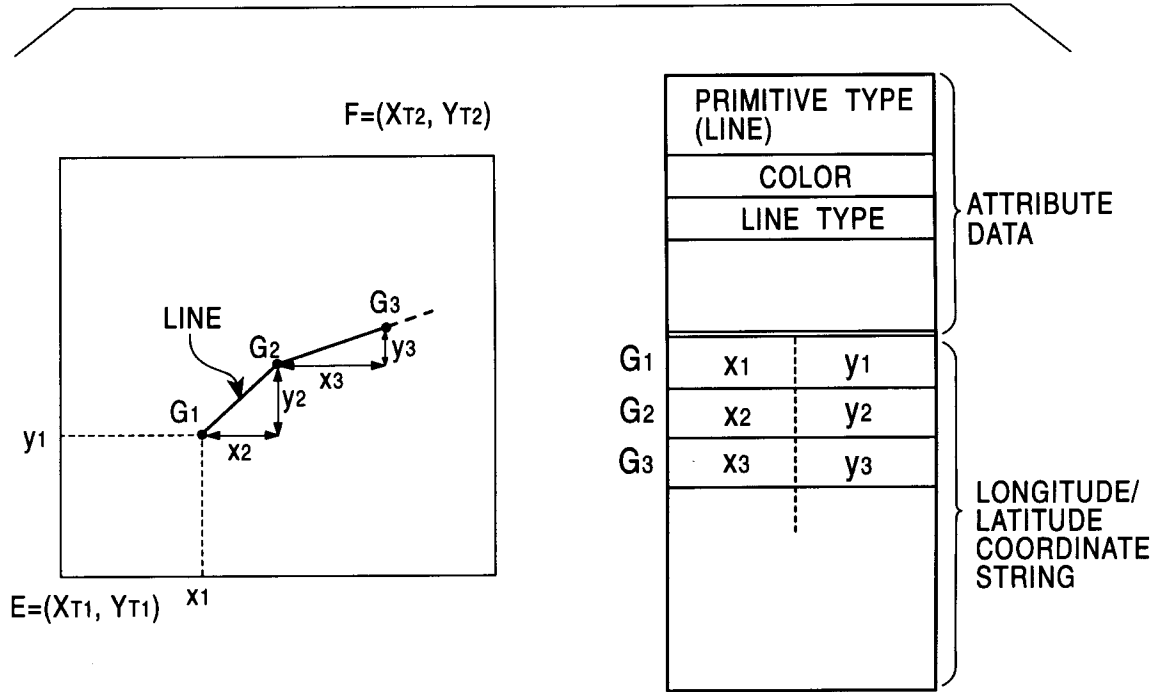 F=(XT2, YT2)
LINE
G3
G2
y3
x3
G1
y2
y1
x2
E=(XT1, YT1)
x1
PRIMITIVE TYPE
(LINE)
COLOR
LINE TYPE
ATTRIBUTE
DATA
G1 x1 y1
G2 x2 y2
G3 x3 y3
LONGITUDE/
LATITUDE
COORDINATE
STRING